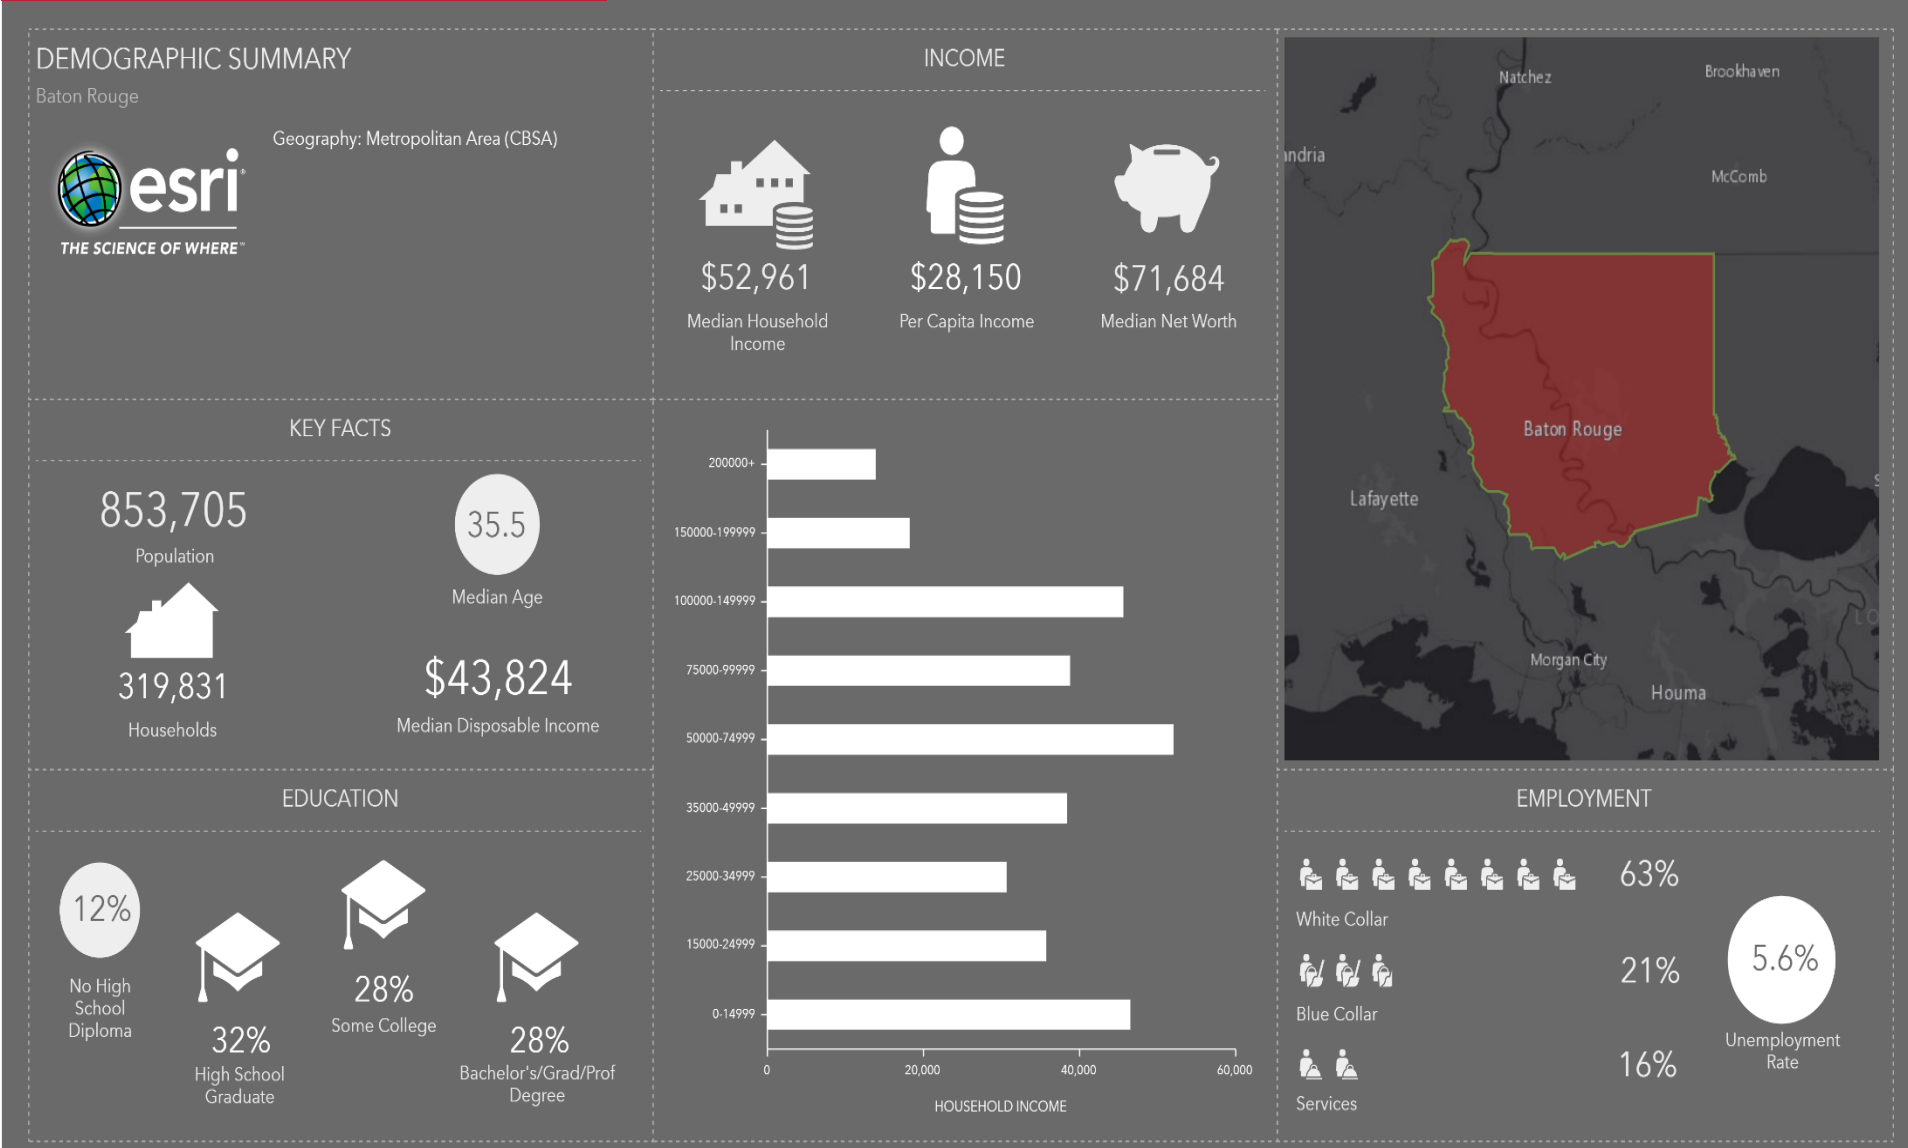 DEMOGRAPHIC SUMMARY
Baton Rouge
Geography: Metropolitan Area (CBSA)
esri
THE SCIENCE OF WHERE™
INCOME
$52,961
Median Household
Income
$28,150
Per Capita Income
$71,684
Median Net Worth
Natchez
Brookhaven
andria
McComb
Baton Rouge
Lafayette
Morgan City
Houma
LO
KEY FACTS
853,705
Population
35.5
Median Age
319,831
Households
$43,824
Median Disposable Income
200000+
150000-199999
100000-149999
75000-99999
50000-74999
35000-49999
25000-34999
15000-24999
0-14999
0
20,000
40,000
60,000
HOUSEHOLD INCOME
EDUCATION
12%
No High
School
Diploma
32%
High School
Graduate
28%
Some College
28%
Bachelor's/Grad/Prof
Degree
EMPLOYMENT
63%
White Collar
21%
Blue Collar
16%
Services
5.6%
Unemployment
Rate